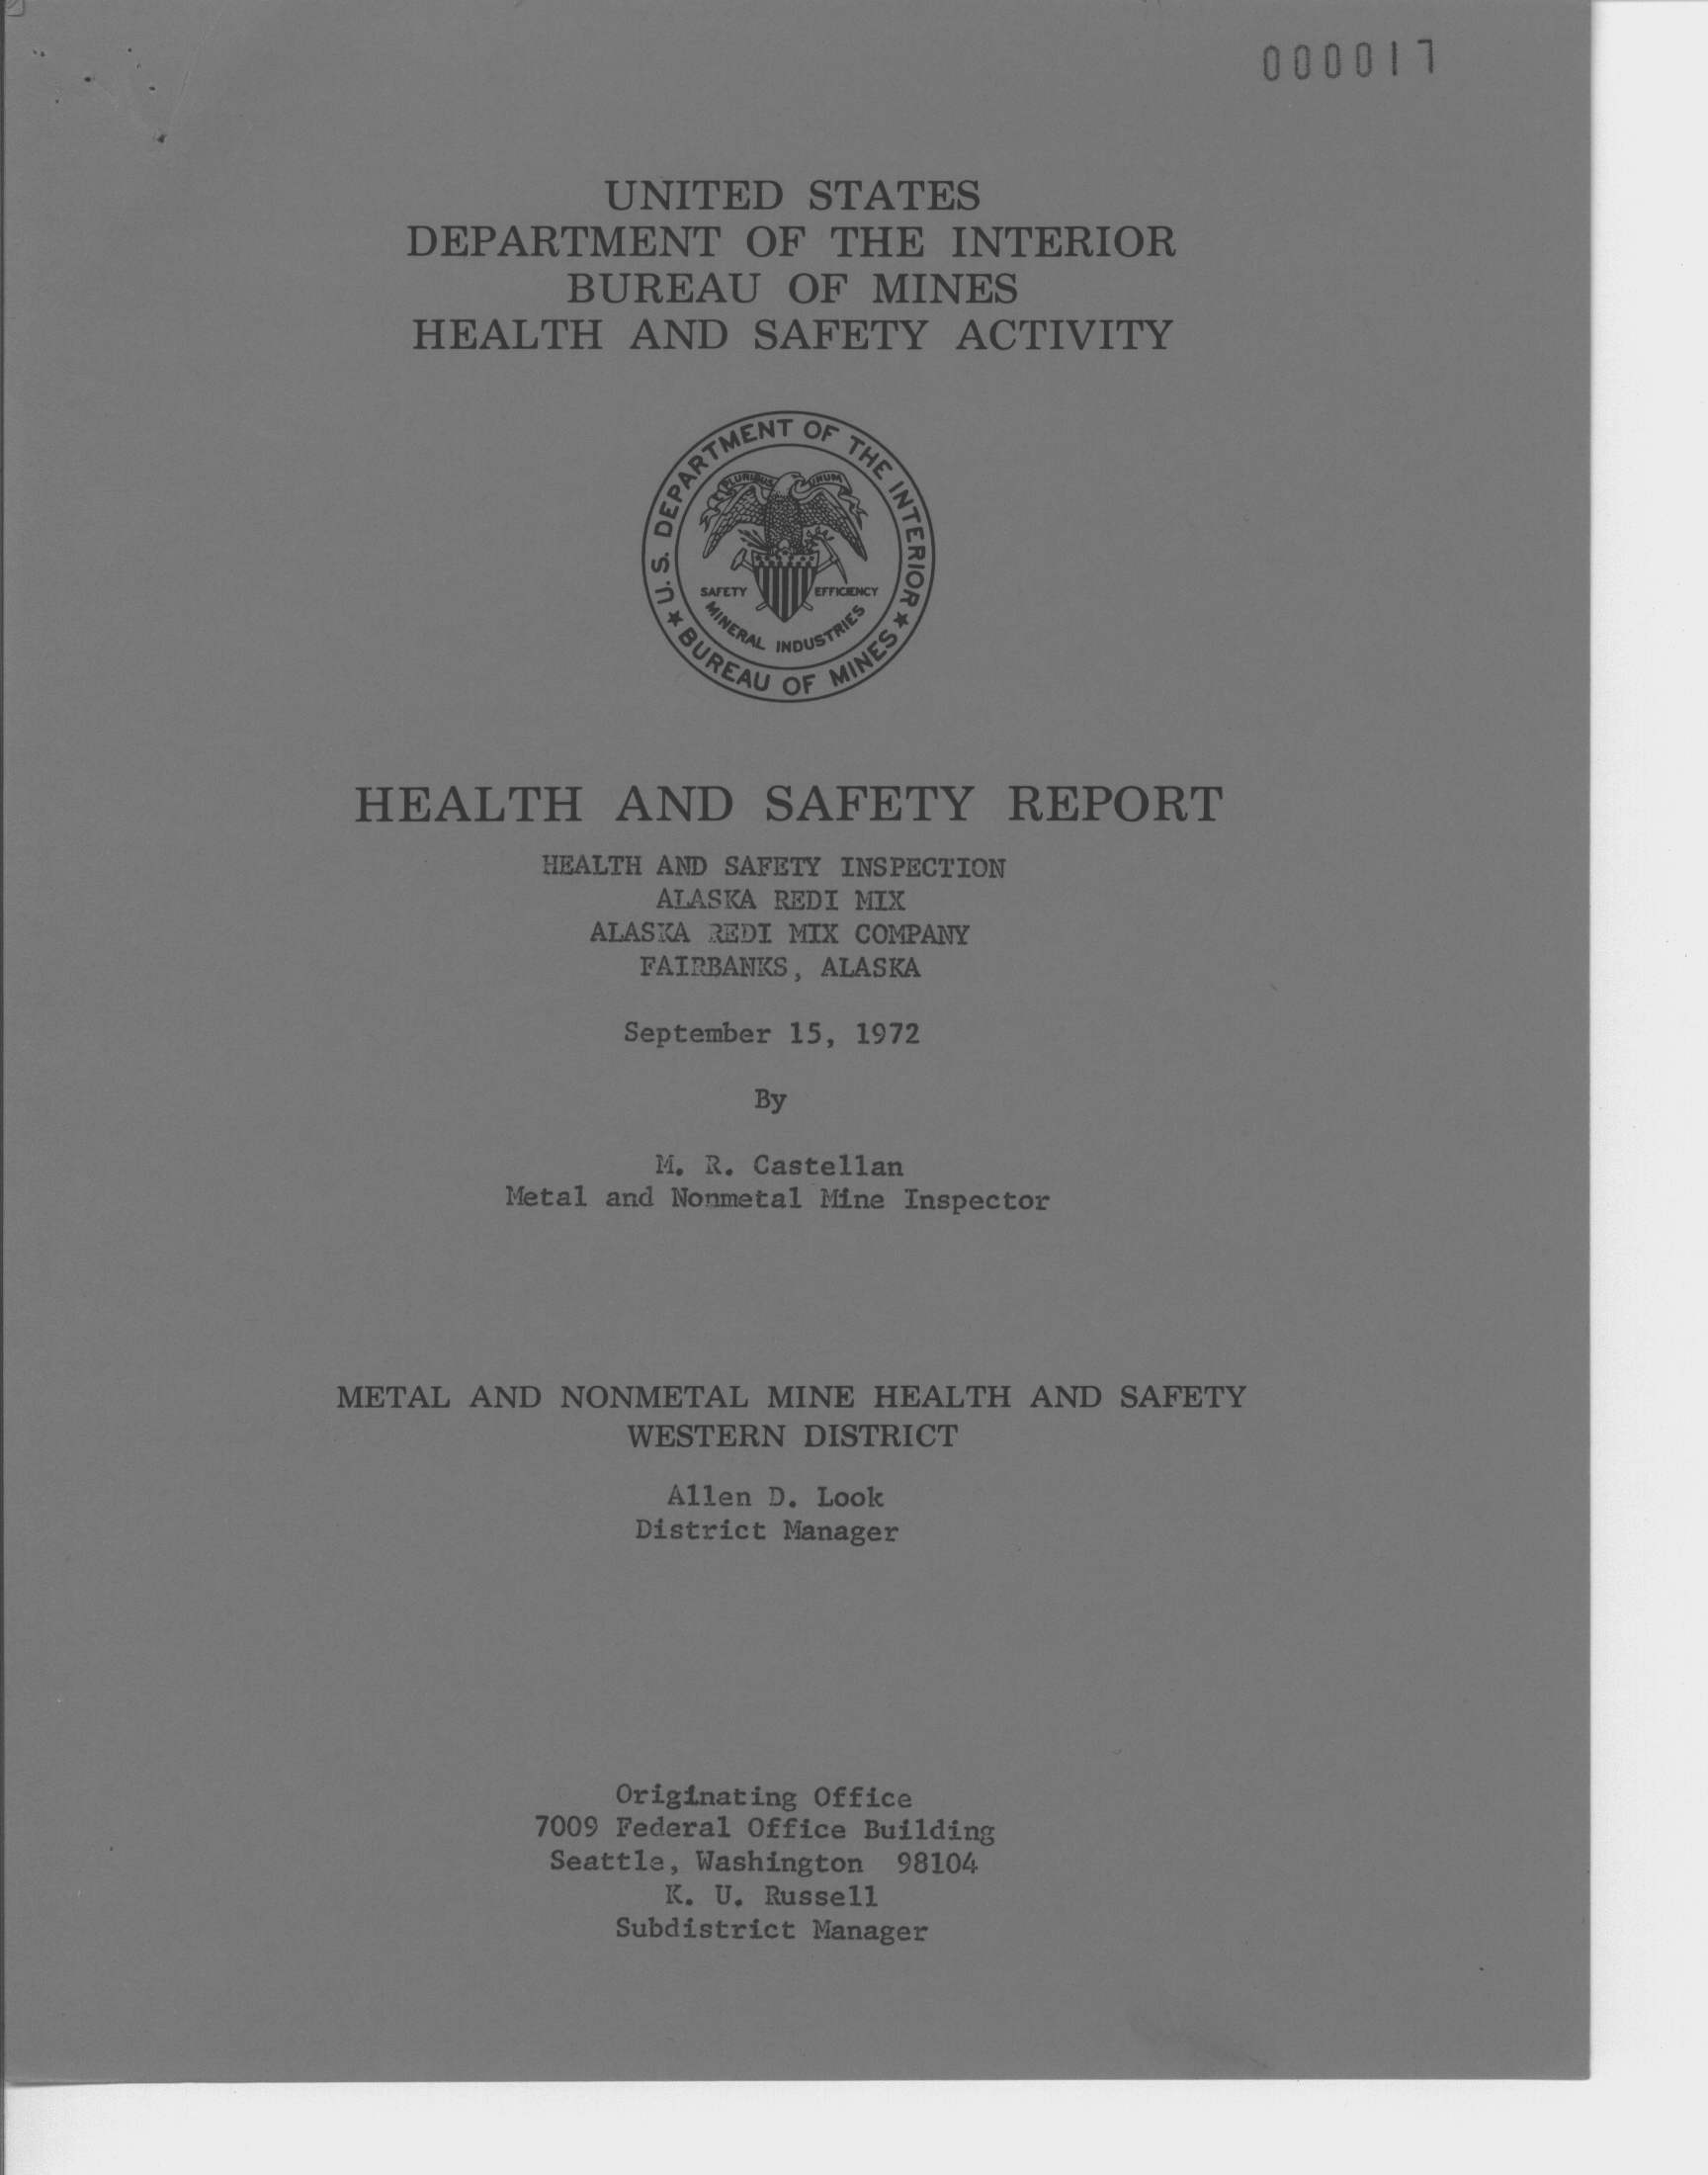 000017
UNITED STATES
DEPARTMENT OF THE INTERIOR
BUREAU OF MINES
HEALTH AND SAFETY ACTIVITY
U. S. DEPARTMENT OF THE INTERIOR
PLURIBUS UNUM
SAFETY EFFICIENCY
MINERAL INDUSTRIES
★ BUREAU OF MINES ★
HEALTH AND SAFETY REPORT
HEALTH AND SAFETY INSPECTION
ALASKA REDI MIX
ALASKA REDI MIX COMPANY
FAIRBANKS, ALASKA
September 15, 1972
By
M. R. Castellan
Metal and Nonmetal Mine Inspector
METAL AND NONMETAL MINE HEALTH AND SAFETY
WESTERN DISTRICT
Allen D. Look
District Manager
Originating Office
7009 Federal Office Building
Seattle, Washington 98104
K. U. Russell
Subdistrict Manager